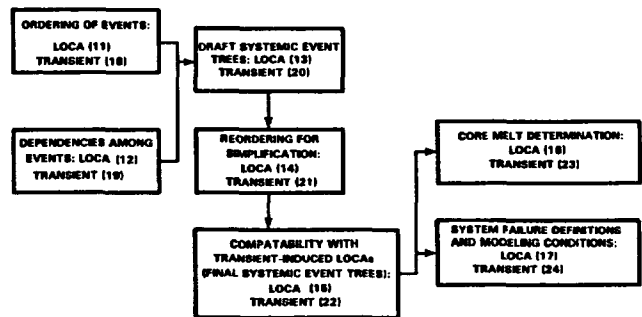 ORDERING OF EVENTS:
LOCA (11)
TRANSIENT (18)
DEPENDENCIES AMONG
EVENTS: LOCA (12)
TRANSIENT (19)
DRAFT SYSTEMIC EVENT
TREES: LOCA (13)
TRANSIENT (20)
REORDERING FOR
SIMPLIFICATION:
LOCA (14)
TRANSIENT (21)
COMPATABILITY WITH
TRANSIENT-INDUCED LOCAs
(FINAL SYSTEMIC EVENT TREES):
LOCA (15)
TRANSIENT (22)
CORE MELT DETERMINATION:
LOCA (16)
TRANSIENT (23)
SYSTEM FAILURE DEFINITIONS
AND MODELING CONDITIONS:
LOCA (17)
TRANSIENT (24)